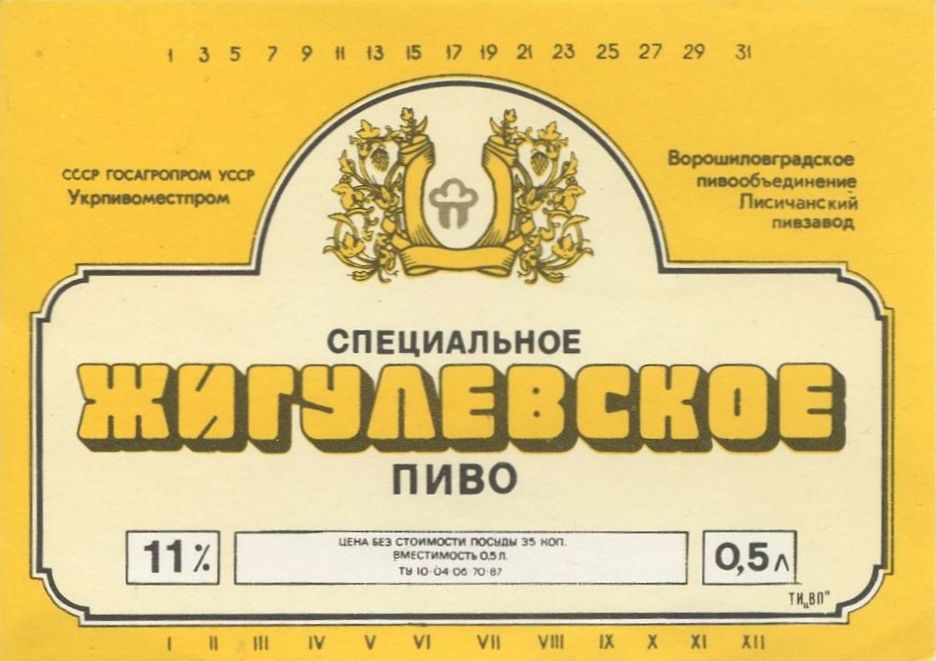 1 3 5 7 9 11 13 15 17 19 21 23 25 27 29 31
СССР ГОСАГРОПРОМ УССР
Укрпивоместпром
Ворошиловградское
пивообъединение
Лисичанский
пивзавод
СПЕЦИАЛЬНОЕ
ЖИГУЛЕВСКОЕ
ПИВО
11%
ЦЕНА БЕЗ СТОИМОСТИ ПОСУДЫ 35 КОП.
ВМЕСТИМОСТЬ 0,5 Л.
ТУ 10-04-06 70-87
0,5 л
ТИ„ВП"
I II III IV V VI VII VIII IX X XI XII